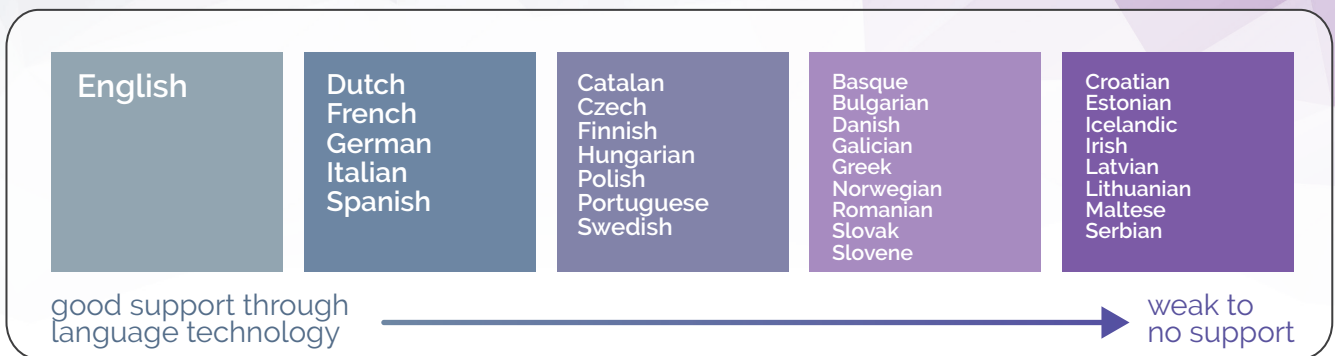 English
Dutch
French
German
Italian
Spanish
Catalan
Czech
Finnish
Hungarian
Polish
Portuguese
Swedish
Basque
Bulgarian
Danish
Galician
Greek
Norwegian
Romanian
Slovak
Slovene
Croatian
Estonian
Icelandic
Irish
Latvian
Lithuanian
Maltese
Serbian
good support through
language technology
weak to
no support